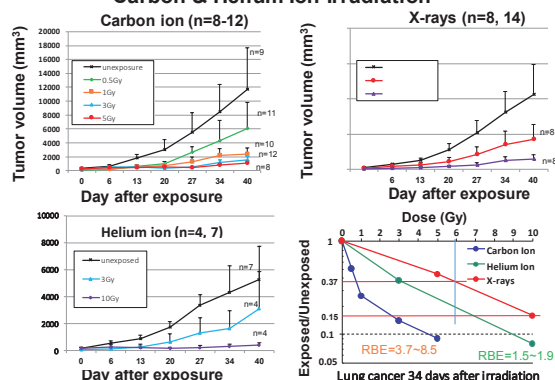 Carbon & Helium Ion Irradiation
Carbon ion (n=8-12)
Tumor volume (mm³)
20000
18000
16000
14000
12000
10000
8000
6000
4000
2000
0
unexposure
0.5Gy
1Gy
3Gy
5Gy
n=9
n=11
n=10
n=12
n=8
0 6 13 20 27 34 40
Day after exposure
X-rays (n=8, 14)
Tumor volume (mm³)
n=8
n=8
0 6 13 20 27 34 40
Day after exposure
Helium ion (n=4, 7)
10000
8000
6000
4000
2000
0
unexposed
3Gy
10Gy
n=7
n=4
n=4
0 6 13 20 27 34 40
Day after exposure
Dose (Gy)
0 1 2 3 4 5 6 7 8 9 10
Exposed/Unexposed
1
0.37
0.15
0.1
0.05
Carbon Ion
Helium Ion
X-rays
RBE=3.7~8.5
RBE=1.5~1.9
Lung cancer 34 days after irradiation